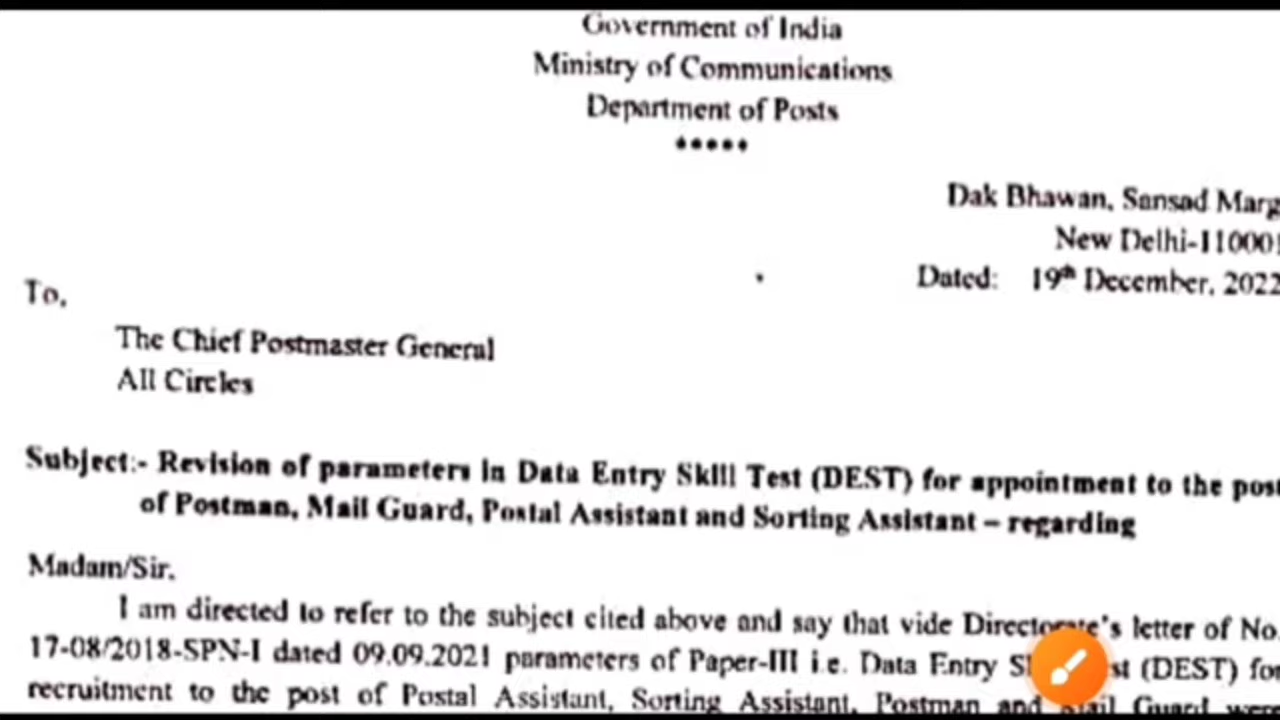 Government of India
Ministry of Communications
Department of Posts
*****
Dak Bhawan, Sansad Marg
New Delhi-110001
Dated: 19th December, 2022
To,
The Chief Postmaster General
All Circles
Subject:- Revision of parameters in Data Entry Skill Test (DEST) for appointment to the post
of Postman, Mail Guard, Postal Assistant and Sorting Assistant – regarding
Madam/Sir,
I am directed to refer to the subject cited above and say that vide Directorate's letter of No.
17-08/2018-SPN-I dated 09.09.2021 parameters of Paper-III i.e. Data Entry (DEST) for
recruitment to the post of Postal Assistant, Sorting Assistant, Postman and Mail Guard were